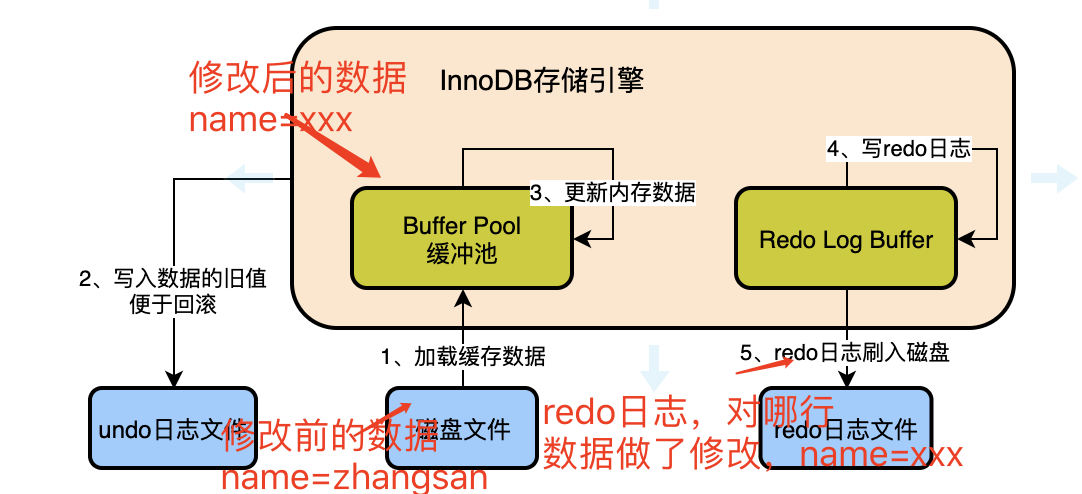 InnoDB存储引擎
修改后的数据
name=xxx
4、写redo日志
3、更新内存数据
Buffer Pool
缓冲池
Redo Log Buffer
2、写入数据的旧值
便于回滚
1、加载缓存数据
5、redo日志刷入磁盘
undo日志文件
磁盘文件
redo日志文件
修改前的数据
name=zhangsan
redo日志，对哪行
数据做了修改，name=xxx